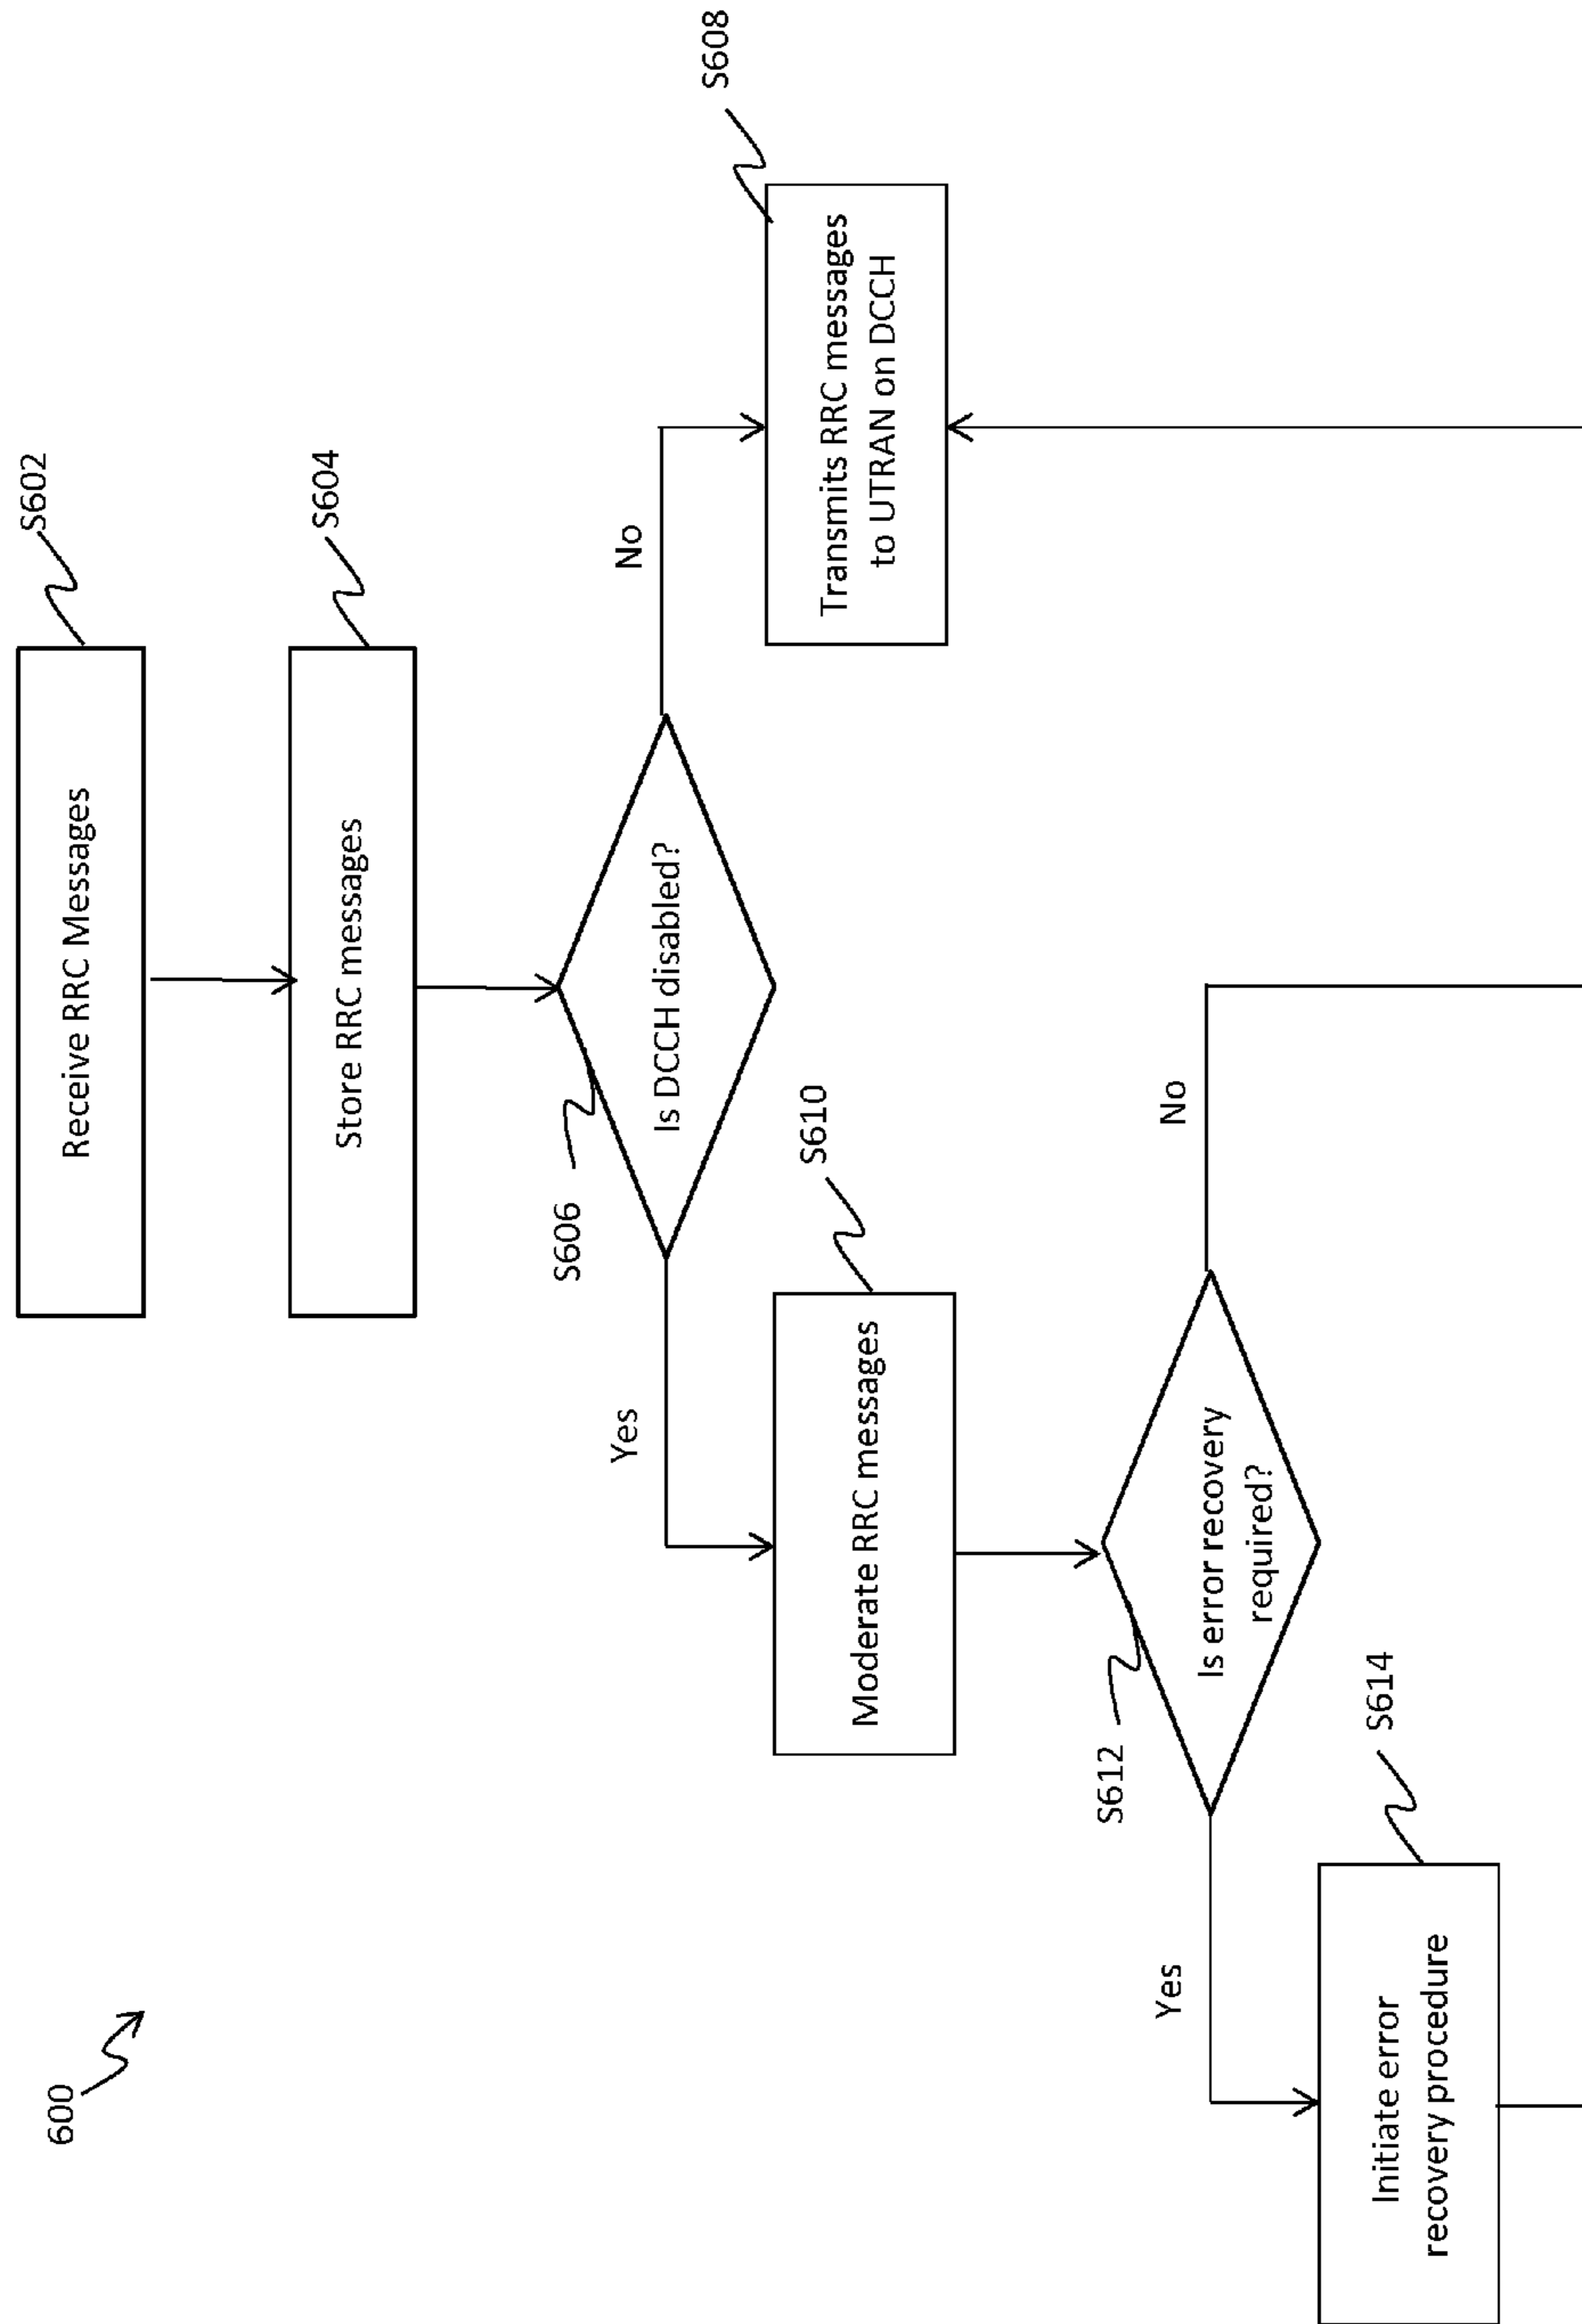 600
Receive RRC Messages
S602
Store RRC messages
S604
Is DCCH disabled?
S606
Yes
No
Transmits RRC messages
to UTRAN on DCCH
S608
Moderate RRC messages
S610
Is error recovery
required?
S612
Yes
No
Initiate error
recovery procedure
S614